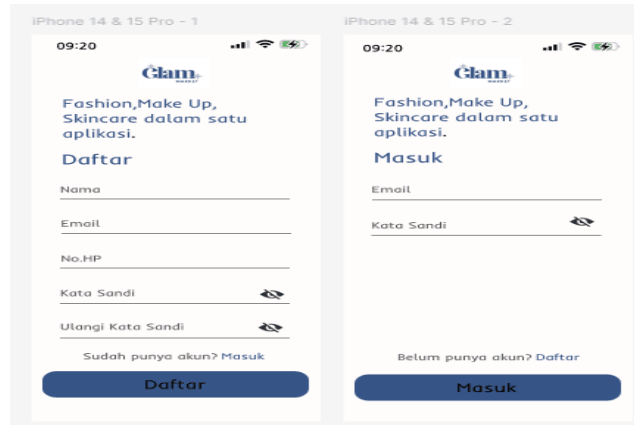 iPhone 14 & 15 Pro - 1
09:20
Glam
Fashion,Make Up,
Skincare dalam satu
aplikasi.
Daftar
Nama
Email
No.HP
Kata Sandi
Ulangi Kata Sandi
Sudah punya akun? Masuk
Daftar
iPhone 14 & 15 Pro - 2
09:20
Glam
Fashion,Make Up,
Skincare dalam satu
aplikasi.
Masuk
Email
Kata Sandi
Belum punya akun? Daftar
Masuk